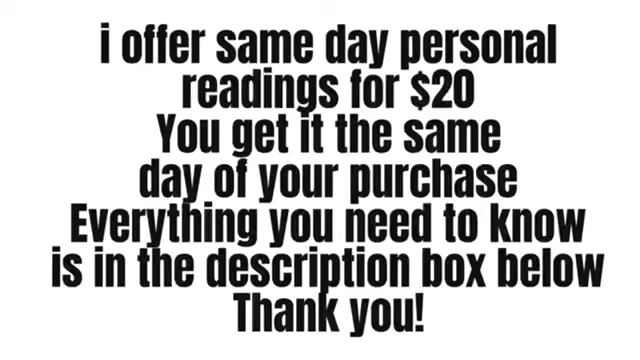 i offer same day personal
readings for $20
You get it the same
day of your purchase
Everything you need to know
is in the description box below
Thank you!